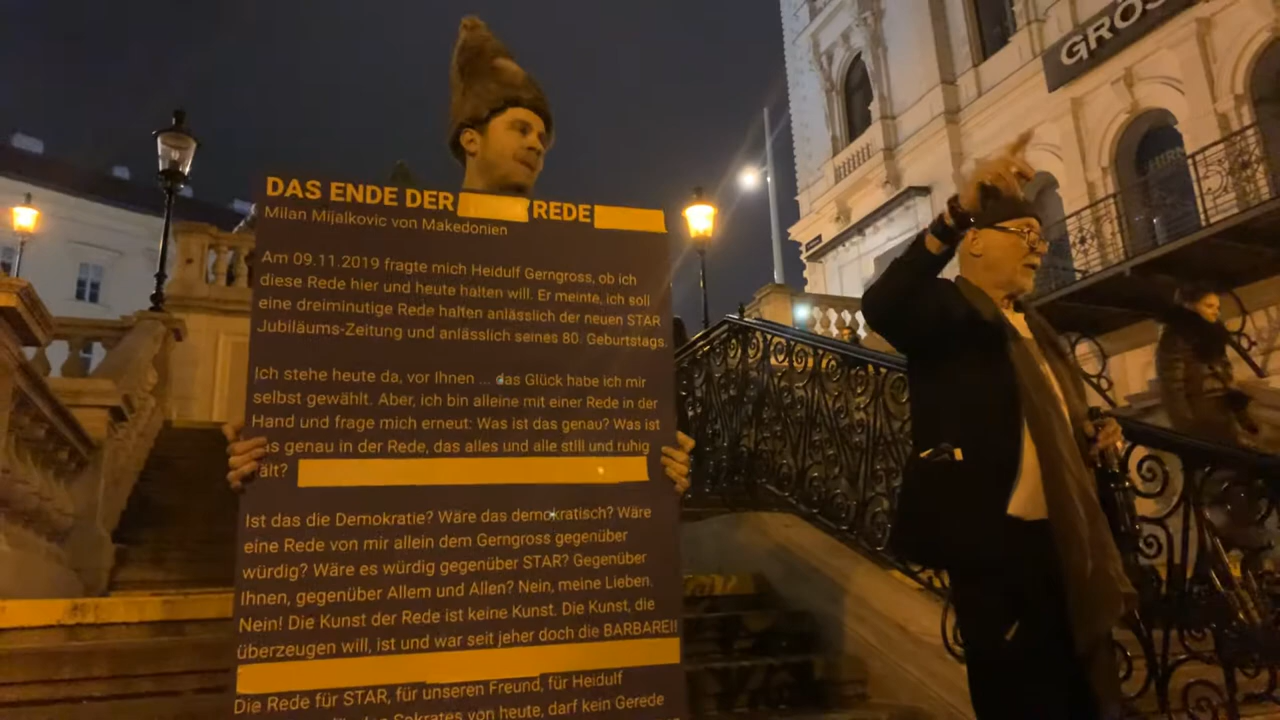 DAS ENDE DER REDE
Milan Mijalkovic von Makedonien
Am 09.11.2019 fragte mich Heidulf Gerngross, ob ich
diese Rede hier und heute halten will. Er meinte, ich soll
eine dreiminutige Rede halten anlässlich der neuen STAR
Jubiläums-Zeitung und anlässlich seines 80. Geburtstags.
Ich stehe heute da, vor Ihnen ... das Glück habe ich mir
selbst gewählt. Aber, ich bin alleine mit einer Rede in der
Hand und frage mich erneut: Was ist das genau? Was ist
as genau in der Rede, das alles und alle still und ruhig
ält?
Ist das die Demokratie? Wäre das demokratisch? Wäre
eine Rede von mir allein dem Gerngross gegenüber
würdig? Wäre es würdig gegenüber STAR? Gegenüber
Ihnen, gegenüber Allem und Allen? Nein, meine Lieben.
Nein! Die Kunst der Rede ist keine Kunst. Die Kunst, die
überzeugen will, ist und war seit jeher doch die BARBAREI!
Die Rede für STAR, für unseren Freund, für Heidulf
Sokrates von heute, darf kein Gerede
GRÖS